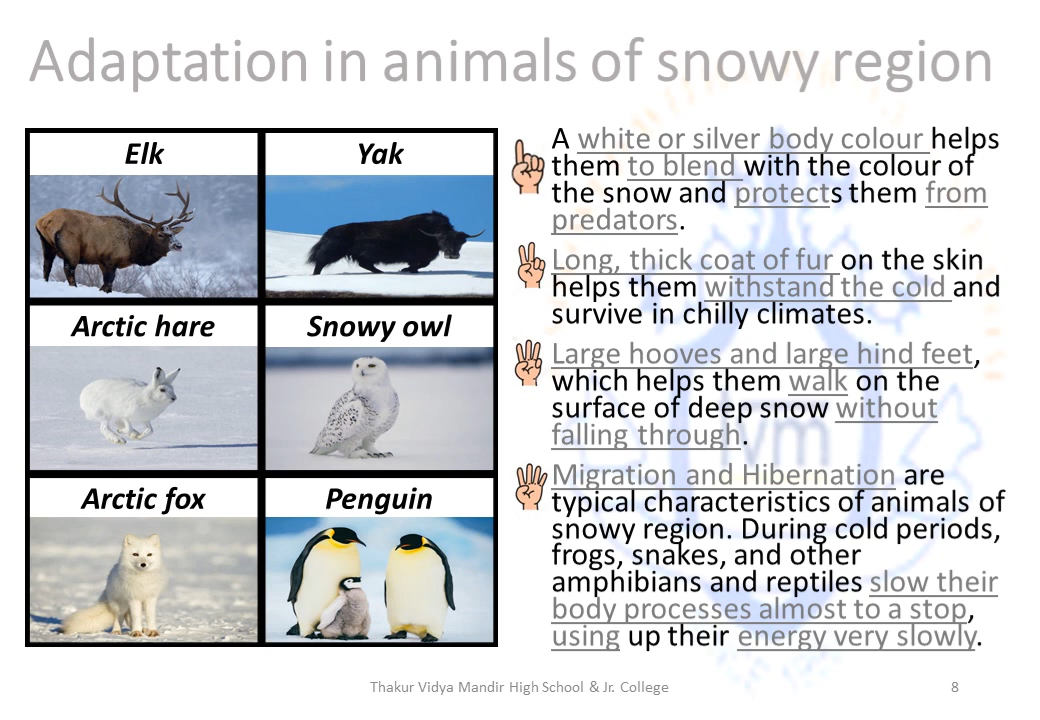 Adaptation in animals of snowy region
Elk
Yak
Arctic hare
Snowy owl
Arctic fox
Penguin
A white or silver body colour helps
them to blend with the colour of
the snow and protects them from
predators.
Long, thick coat of fur on the skin
helps them withstand the cold and
survive in chilly climates.
Large hooves and large hind feet,
which helps them walk on the
surface of deep snow without
falling through.
Migration and Hibernation are
typical characteristics of animals of
snowy region. During cold periods,
frogs, snakes, and other
amphibians and reptiles slow their
body processes almost to a stop,
using up their energy very slowly.
Thakur Vidya Mandir High School & Jr. College
8